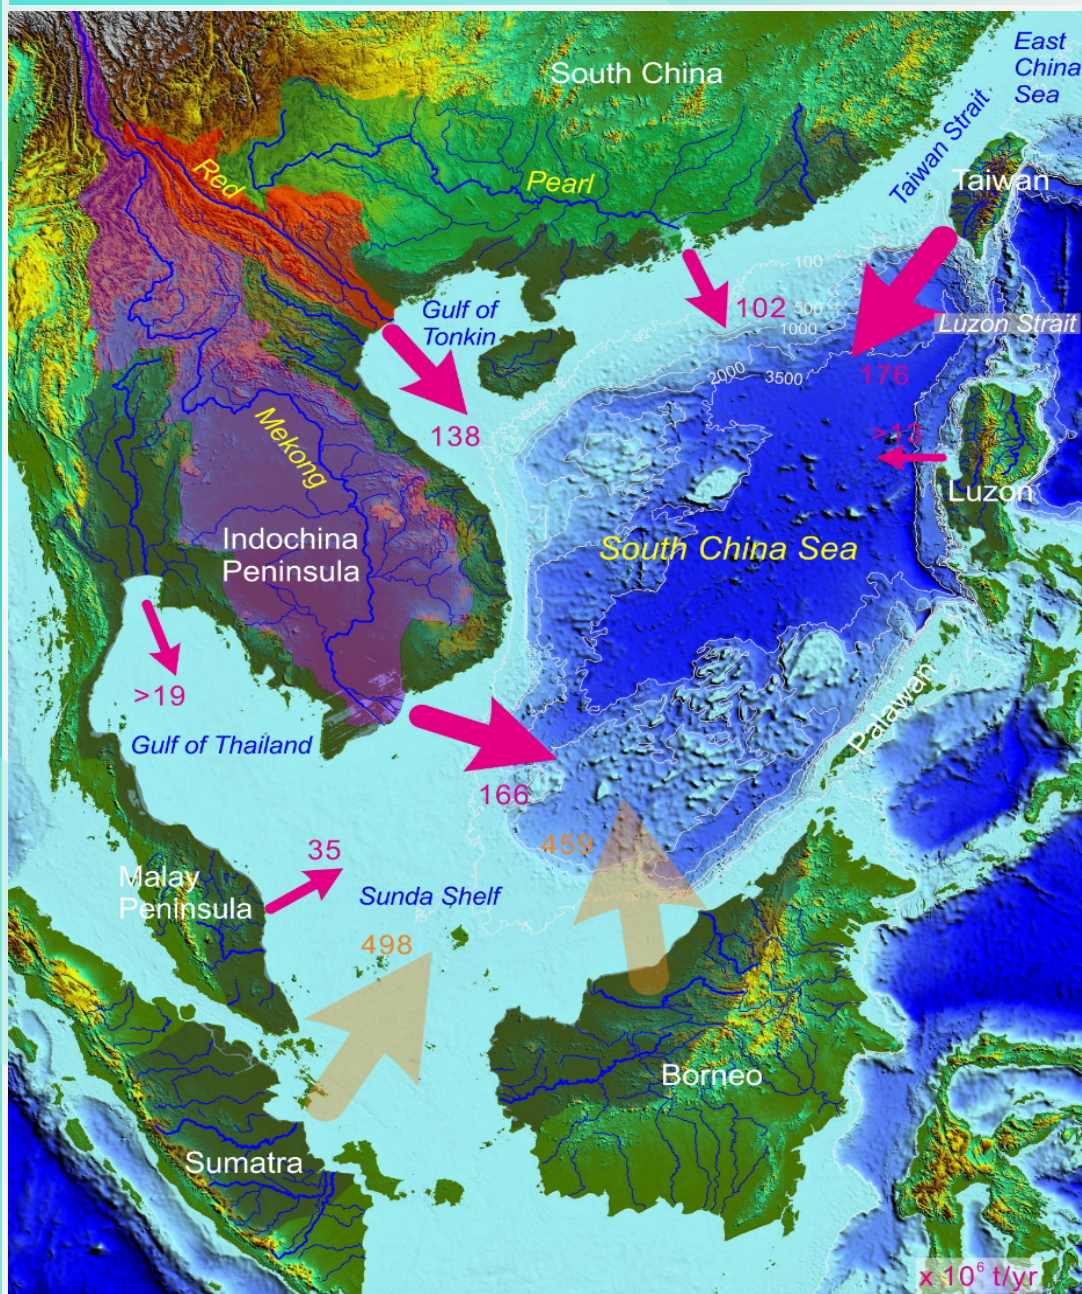 East
China
Sea
South China
Taiwan Strait
Taiwan
Red
Pearl
100
102
500
1000
Gulf of
Tonkin
Luzon Strait
2000
3500
176
138
>13
Mekong
Luzon
Indochina
Peninsula
South China Sea
>19
Palawan
Gulf of Thailand
166
459
35
Malay
Peninsula
Sunda Shelf
498
Borneo
Sumatra
x 10⁶ t/yr